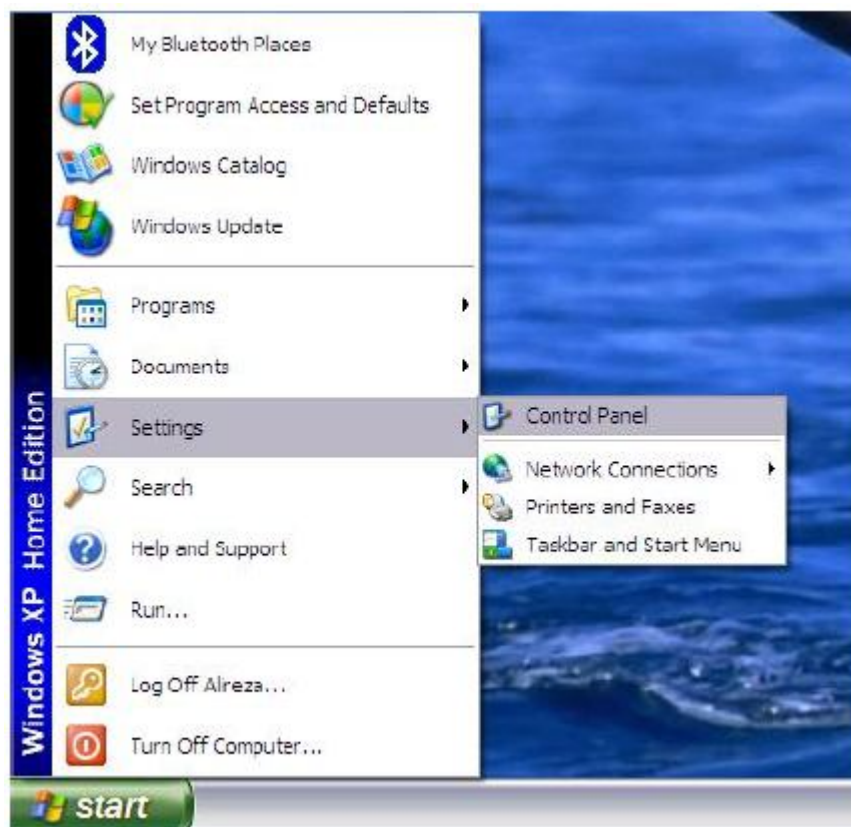 My Bluetooth Places
Set Program Access and Defaults
Windows Catalog
Windows Update
Programs
Documents
Settings
Search
Help and Support
Run...
Log Off Alireza...
Turn Off Computer...
Control Panel
Network Connections
Printers and Faxes
Taskbar and Start Menu
Windows XP Home Edition
start